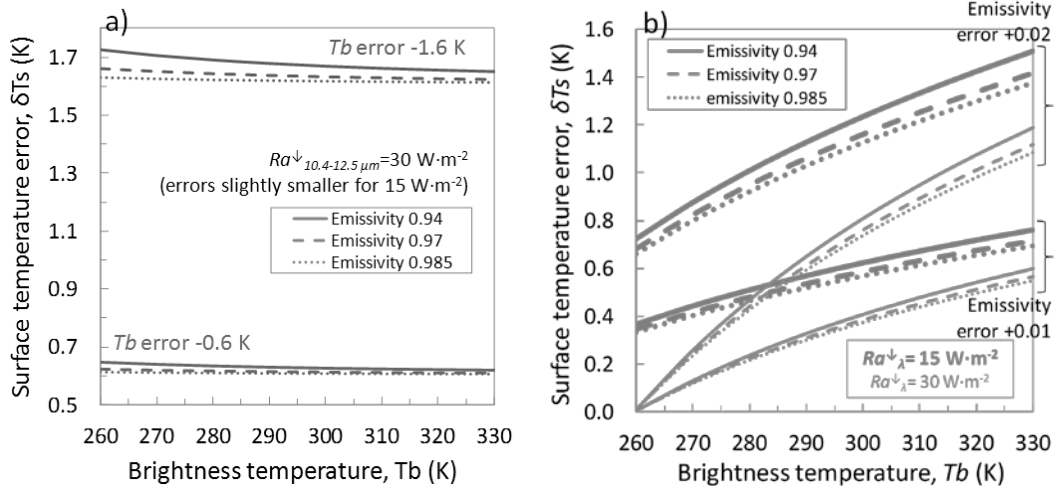 a)
Tb error -1.6 K
Ra↓10.4-12.5 µm=30 W·m-2
(errors slightly smaller for 15 W·m-2)
Emissivity 0.94
Emissivity 0.97
Emissivity 0.985
Tb error -0.6 K
Surface temperature error, δTs (K)
1.7
1.5
1.3
1.1
0.9
0.7
0.5
260 270 280 290 300 310 320 330
Brightness temperature, Tb (K)
b)
Emissivity
error +0.02
Emissivity 0.94
Emissivity 0.97
emissivity 0.985
Surface temperature error, δTs (K)
1.6
1.4
1.2
1.0
0.8
0.6
0.4
0.2
0.0
Emissivity
error +0.01
Ra↓λ= 15 W·m-2
Ra↓λ= 30 W·m-2
260 270 280 290 300 310 320 330
Brightness temperature, Tb (K)